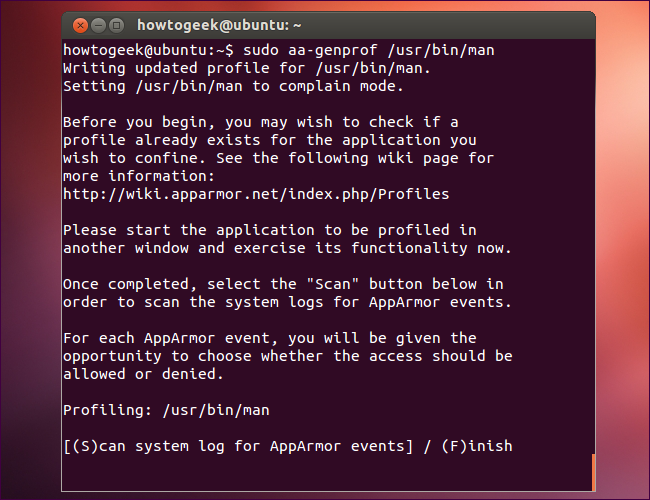 howtogeek@ubuntu: ~
howtogeek@ubuntu:~$ sudo aa-genprof /usr/bin/man
Writing updated profile for /usr/bin/man.
Setting /usr/bin/man to complain mode.
Before you begin, you may wish to check if a
profile already exists for the application you
wish to confine. See the following wiki page for
more information:
http://wiki.apparmor.net/index.php/Profiles
Please start the application to be profiled in
another window and exercise its functionality now.
Once completed, select the "Scan" button below in
order to scan the system logs for AppArmor events.
For each AppArmor event, you will be given the
opportunity to choose whether the access should be
allowed or denied.
Profiling: /usr/bin/man
[(S)can system log for AppArmor events] / (F)inish